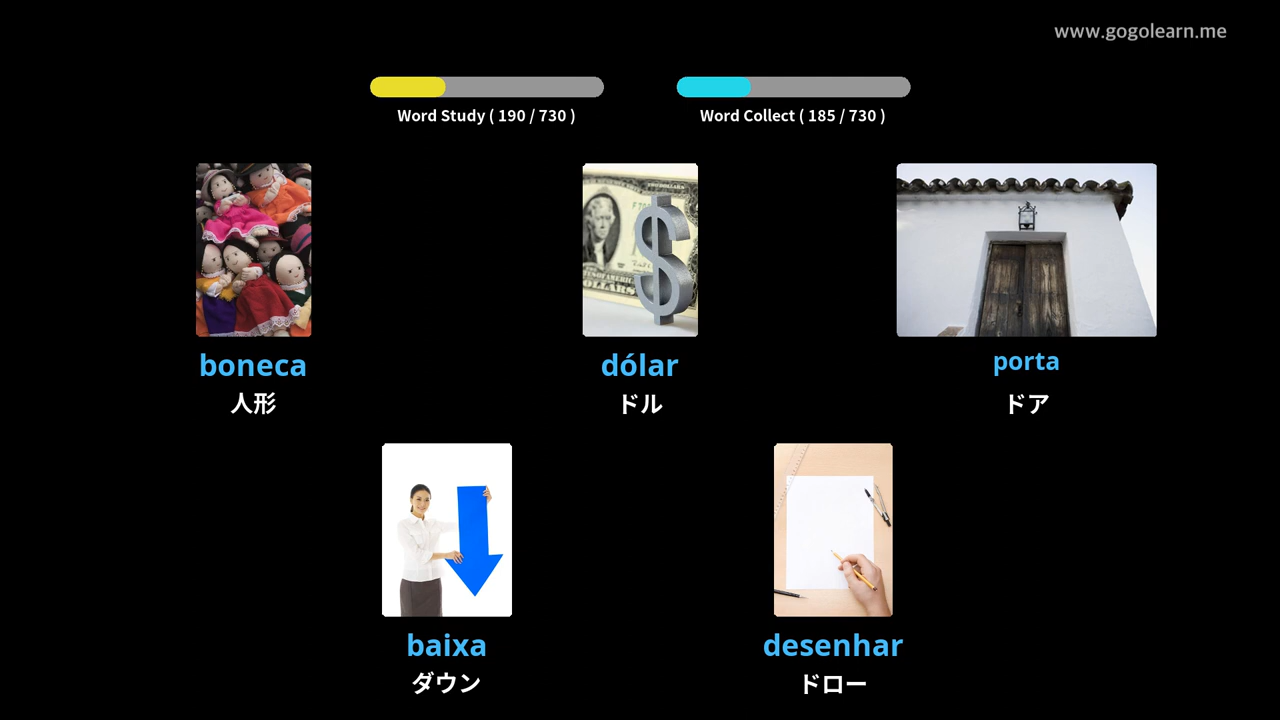 www.gogolearn.me
Word Study ( 190 / 730 )
Word Collect ( 185 / 730 )
boneca
人形
dólar
ドル
porta
ドア
baixa
ダウン
desenhar
ドロー